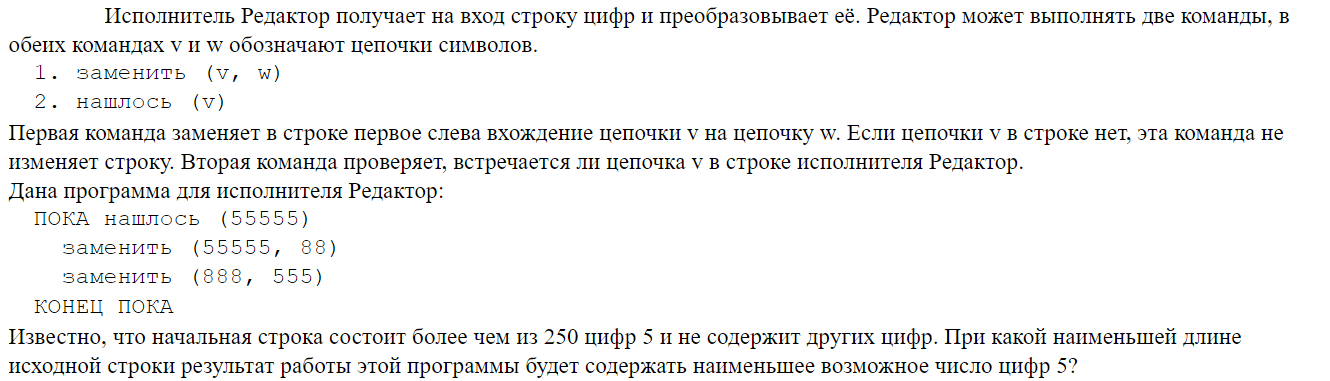 Исполнитель Редактор получает на вход строку цифр и преобразовывает её. Редактор может выполнять две команды, в
обеих командах v и w обозначают цепочки символов.
1. заменить (v, w)
2. нашлось (v)
Первая команда заменяет в строке первое слева вхождение цепочки v на цепочку w. Если цепочки v в строке нет, эта команда не
изменяет строку. Вторая команда проверяет, встречается ли цепочка v в строке исполнителя Редактор.
Дана программа для исполнителя Редактор:
ПОКА нашлось (55555)
заменить (55555, 88)
заменить (888, 555)
КОНЕЦ ПОКА
Известно, что начальная строка состоит более чем из 250 цифр 5 и не содержит других цифр. При какой наименьшей длине
исходной строки результат работы этой программы будет содержать наименьшее возможное число цифр 5?